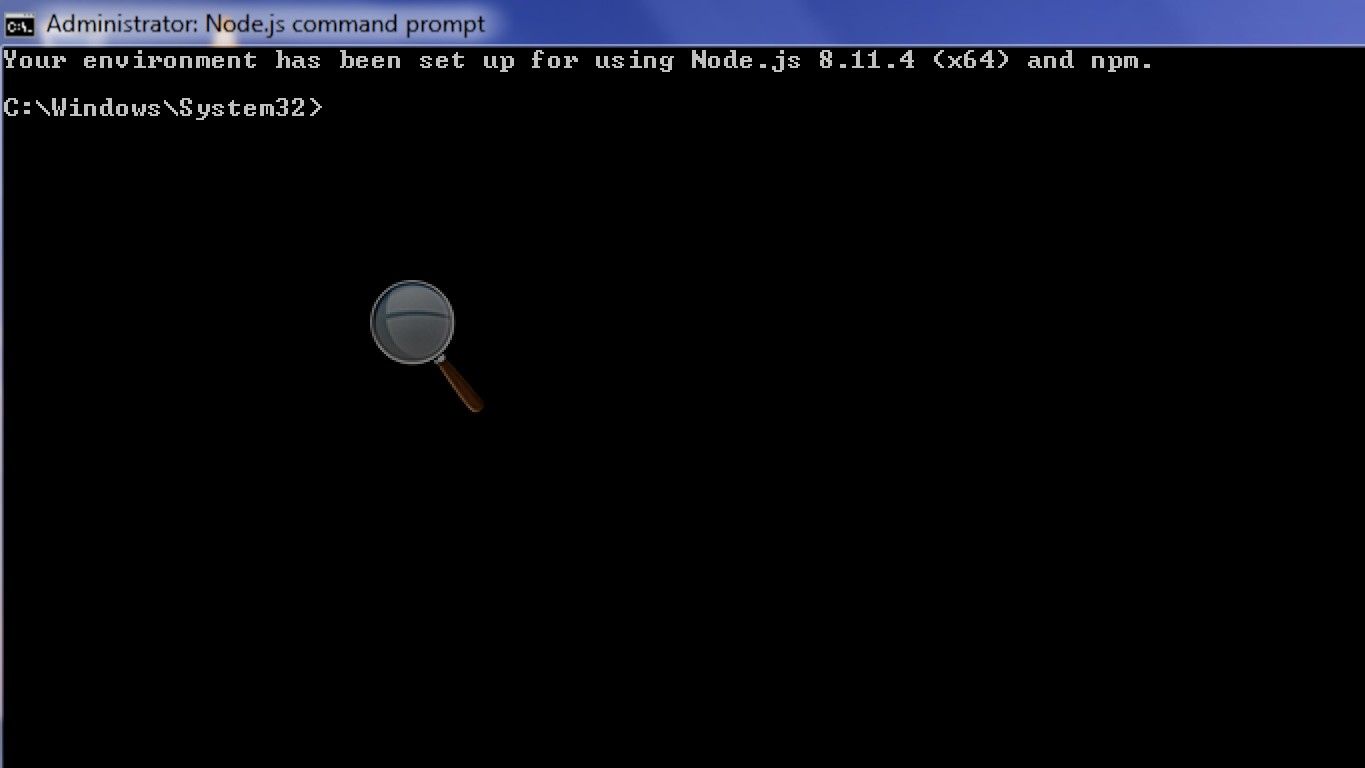 Administrator: Node.js command prompt
Your environment has been set up for using Node.js 8.11.4 (x64) and npm.
C:\Windows\System32>